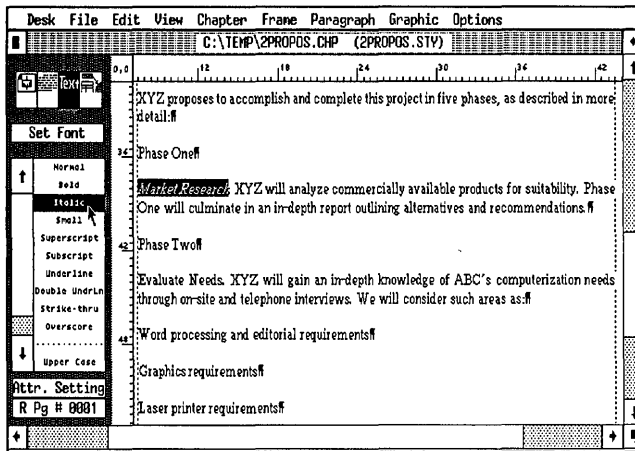 Desk File Edit View Chapter Frame Paragraph Graphic Options
C:\TEMP\2PROPOS.CHP (2PROPOS.STY)
0,0 12 18 24 30 36 42
Text
Set Font
Normal
Bold
Italic
Small
Superscript
Subscript
Underline
Double UndrLn
Strike-thru
Overscore
Upper Case
Attr. Setting
R Pg # 0001
36
42
48
XYZ proposes to accomplish and complete this project in five phases, as described in more
detail:¶
Phase One¶
Market Research. XYZ will analyze commercially available products for suitability. Phase
One will culminate in an in-depth report outlining alternatives and recommendations.¶
Phase Two¶
Evaluate Needs. XYZ will gain an in-depth knowledge of ABC's computerization needs
through on-site and telephone interviews. We will consider such areas as:¶
Word processing and editorial requirements¶
Graphics requirements¶
Laser printer requirements¶